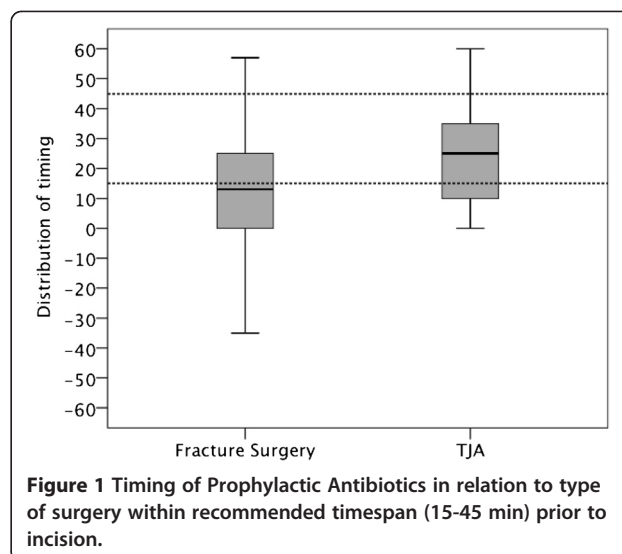 60
50
40
30
20
10
0
-10
-20
-30
-40
-50
-60
Distribution of timing
Fracture Surgery TJA
Figure 1 Timing of Prophylactic Antibiotics in relation to type
of surgery within recommended timespan (15-45 min) prior to
incision.